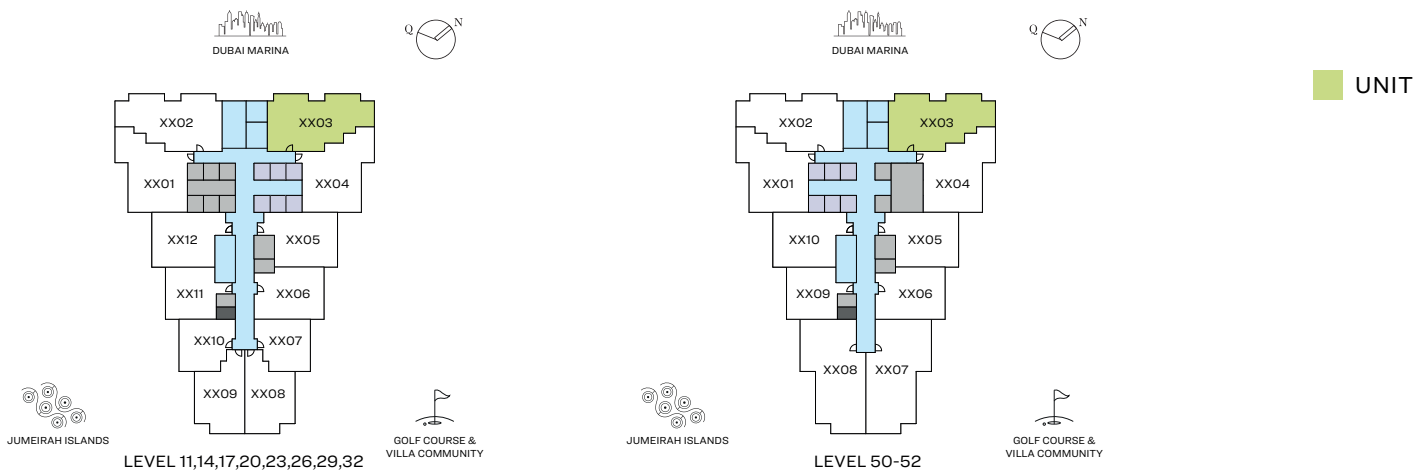 DUBAI MARINA
Q N
XX02 XX03
XX01 XX04
XX12 XX05
XX11 XX06
XX10 XX07
XX09 XX08
JUMEIRAH ISLANDS
GOLF COURSE &
VILLA COMMUNITY
LEVEL 11,14,17,20,23,26,29,32
DUBAI MARINA
Q N
XX02 XX03
XX01 XX04
XX10 XX05
XX09 XX06
XX08 XX07
JUMEIRAH ISLANDS
GOLF COURSE &
VILLA COMMUNITY
LEVEL 50-52
UNIT